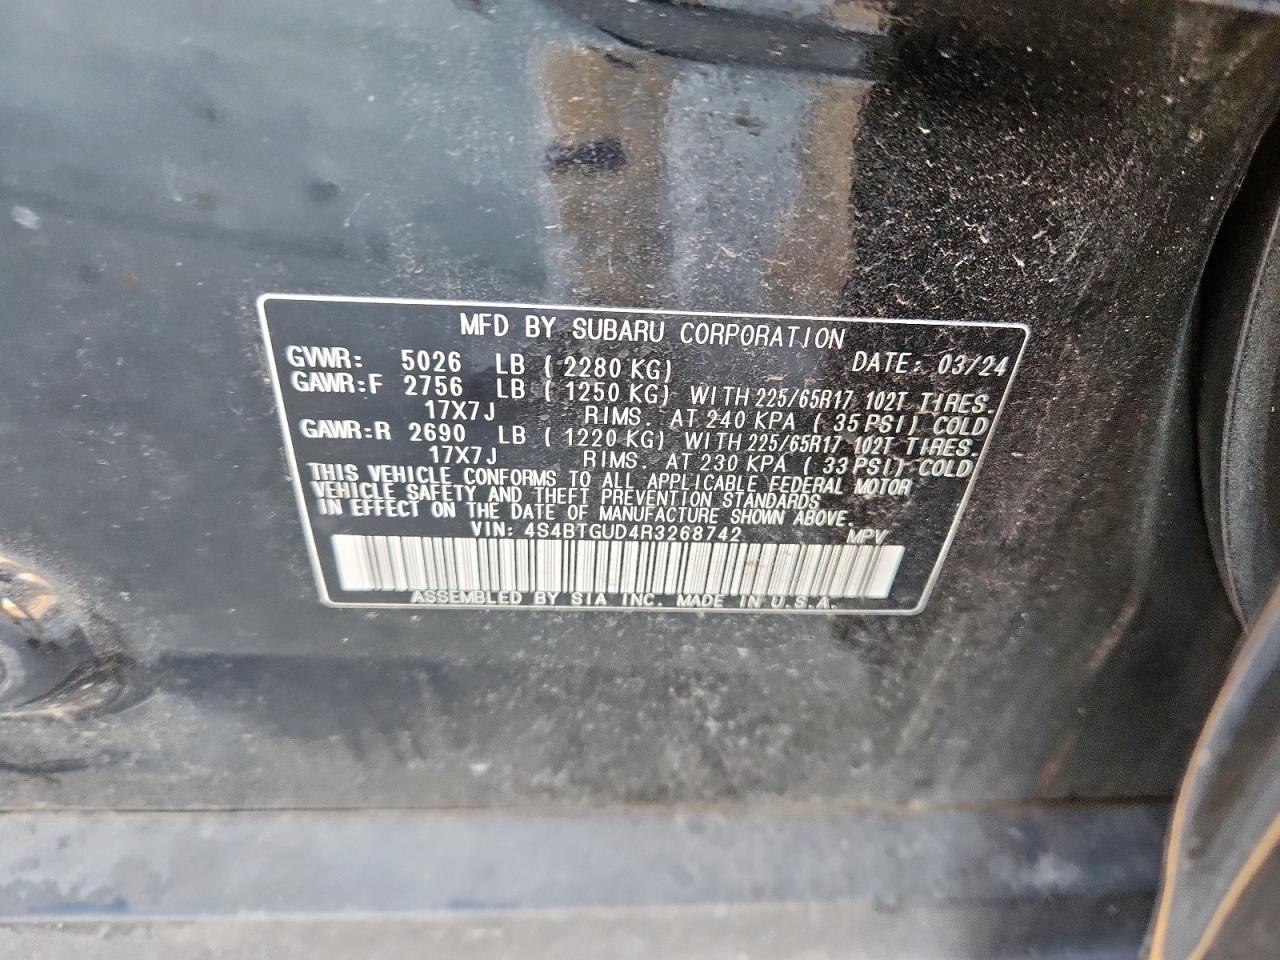 MFD BY SUBARU CORPORATION
GVWR: 5026 LB ( 2280 KG) DATE: 03/24
GAWR:F 2756 LB ( 1250 KG) WITH 225/65R17 102T TIRES.
17X7J RIMS. AT 240 KPA ( 35 PSI) COLD
GAWR:R 2690 LB ( 1220 KG) WITH 225/65R17 102T TIRES.
17X7J RIMS. AT 230 KPA ( 33 PSI) COLD
THIS VEHICLE CONFORMS TO ALL APPLICABLE FEDERAL MOTOR
VEHICLE SAFETY AND THEFT PREVENTION STANDARDS
IN EFFECT ON THE DATE OF MANUFACTURE SHOWN ABOVE.
VIN: 4S4BTGUD4R3268742 MPV
ASSEMBLED BY SIA INC. MADE IN U.S.A.